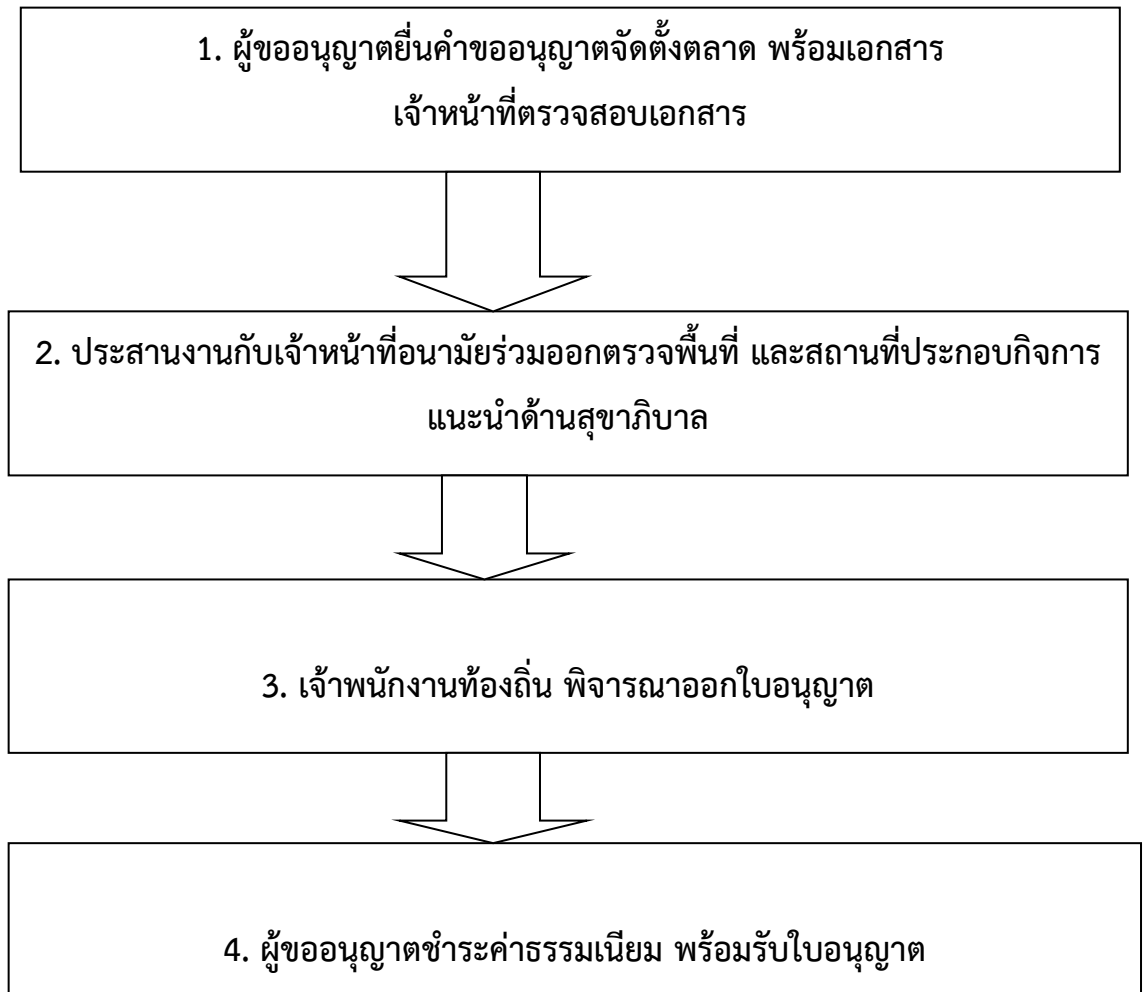 1. ผู้ขออนุญาตยื่นคำขออนุญาตจัดตั้งตลาด พร้อมเอกสาร
เจ้าหน้าที่ตรวจสอบเอกสาร
2. ประสานงานกับเจ้าหน้าที่อนามัยร่วมออกตรวจพื้นที่ และสถานที่ประกอบกิจการ
แนะนำด้านสุขาภิบาล
3. เจ้าพนักงานท้องถิ่น พิจารณาออกใบอนุญาต
4. ผู้ขออนุญาตชำระค่าธรรมเนียม พร้อมรับใบอนุญาต